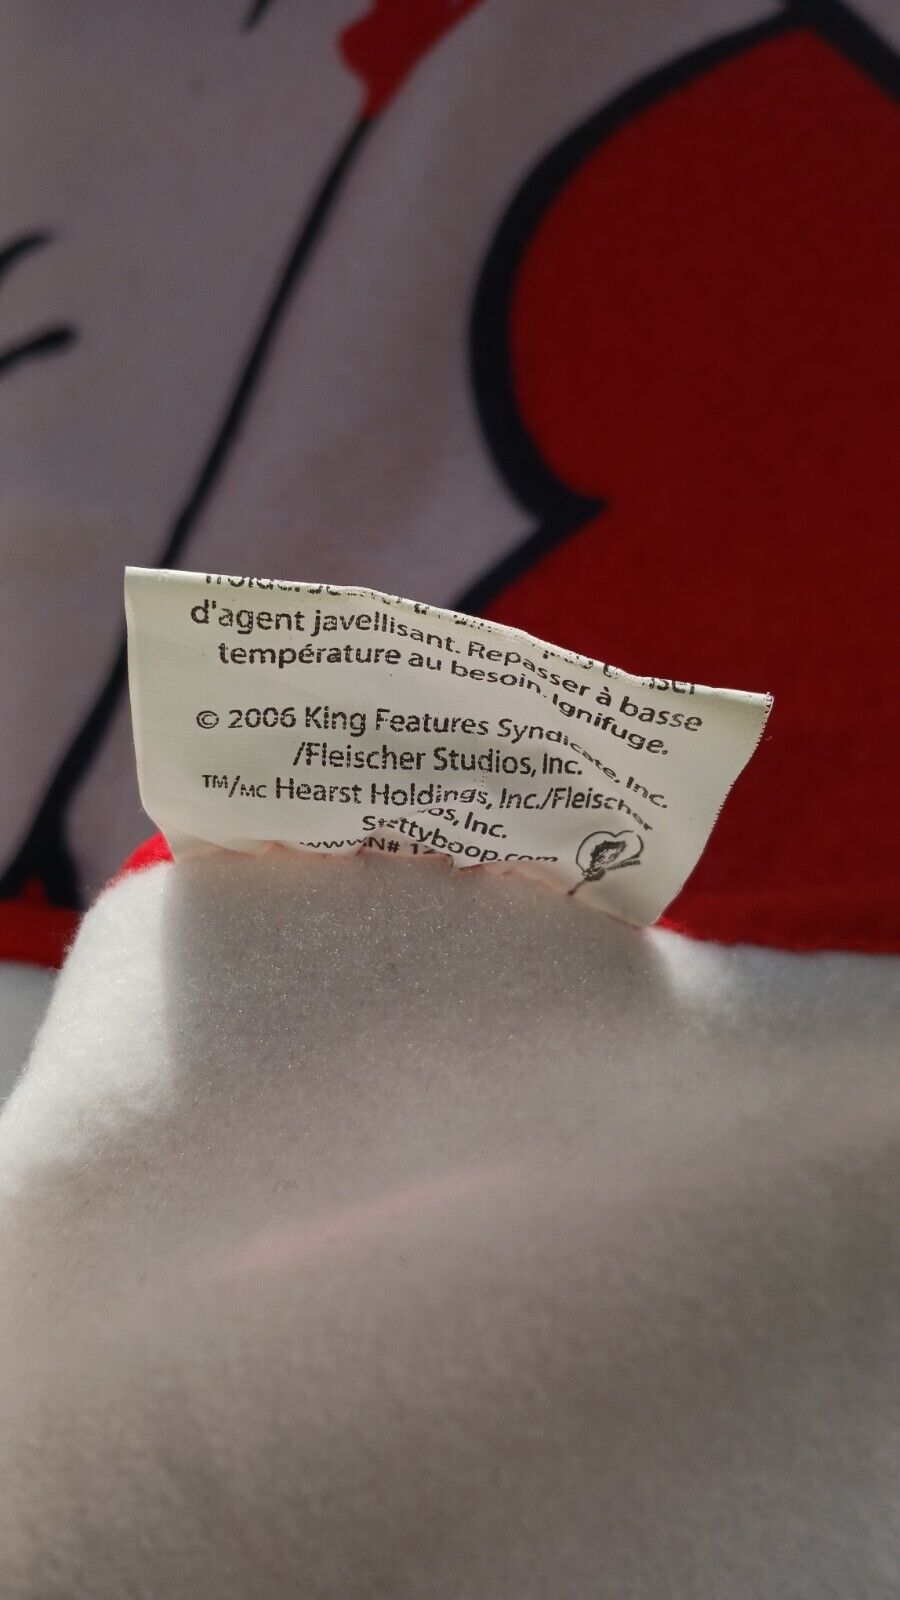 d'agent javellisant. Repasser à basse
température au besoin. Ignifuge.
© 2006 King Features Syndicate, Inc.
/Fleischer Studios, Inc.
TM/MC Hearst Holdings, Inc./Fleischer
Inc.